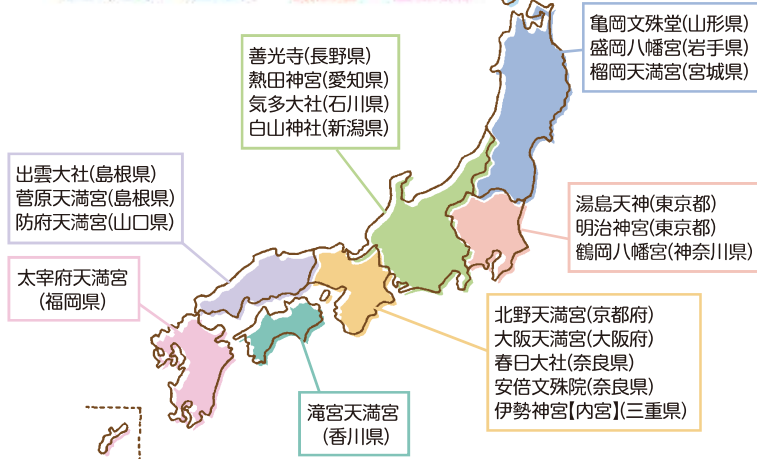 亀岡文殊堂(山形県)
盛岡八幡宮(岩手県)
榴岡天満宮(宮城県)
善光寺(長野県)
熱田神宮(愛知県)
気多大社(石川県)
白山神社(新潟県)
出雲大社(島根県)
菅原天満宮(島根県)
防府天満宮(山口県)
湯島天神(東京都)
明治神宮(東京都)
鶴岡八幡宮(神奈川県)
太宰府天満宮
(福岡県)
北野天満宮(京都府)
大阪天満宮(大阪府)
春日大社(奈良県)
安倍文殊院(奈良県)
伊勢神宮【内宮】(三重県)
滝宮天満宮
(香川県)